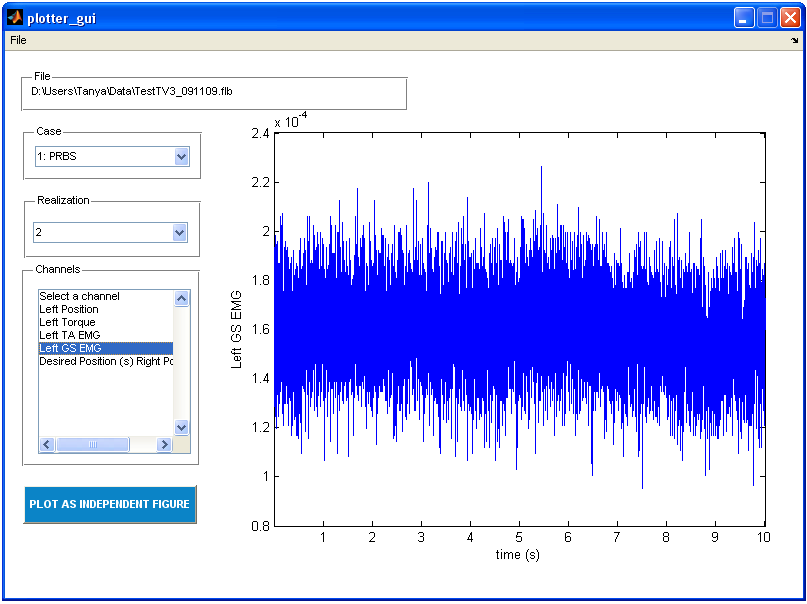 plotter_gui
File
File
D:\Users\Tanya\Data\TestTV3_091109.flb
Case
1: PRBS
Realization
2
Channels
Select a channel
Left Position
Left Torque
Left TA EMG
Left GS EMG
Desired Position (s) Right Po
PLOT AS INDEPENDENT FIGURE
x 10-4
2.4
2.2
2
1.8
1.6
1.4
1.2
1
0.8
Left GS EMG
1 2 3 4 5 6 7 8 9 10
time (s)